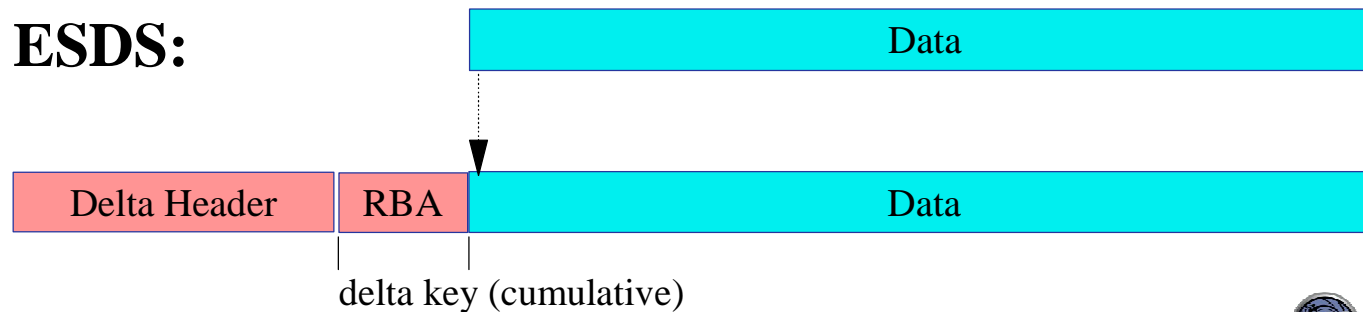 ESDS:
Data
Delta Header
RBA
Data
delta key (cumulative)